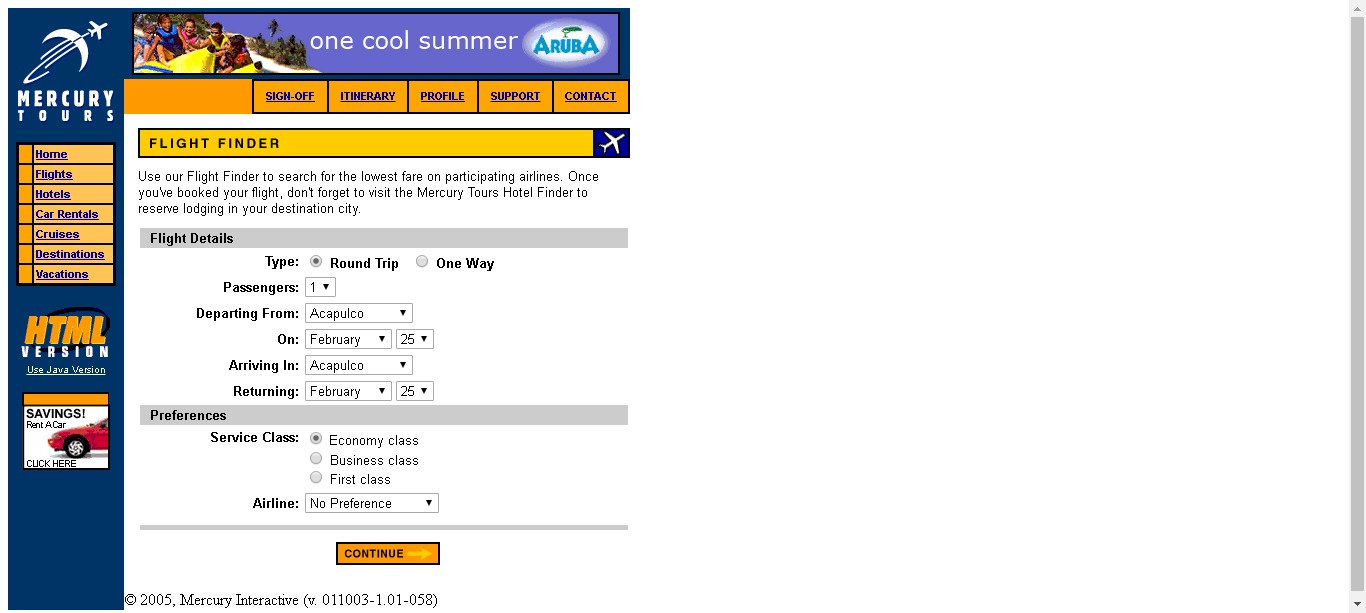 one cool summer ARUBA
MERCURY
TOURS
SIGN-OFF ITINERARY PROFILE SUPPORT CONTACT
Home
Flights
Hotels
Car Rentals
Cruises
Destinations
Vacations
HTML
VERSION
Use Java Version
SAVINGS!
Rent A Car
CLICK HERE
FLIGHT FINDER
Use our Flight Finder to search for the lowest fare on participating airlines. Once
you've booked your flight, don't forget to visit the Mercury Tours Hotel Finder to
reserve lodging in your destination city.
Flight Details
Type: Round Trip One Way
Passengers: 1
Departing From: Acapulco
On: February 25
Arriving In: Acapulco
Returning: February 25
Preferences
Service Class: Economy class
Business class
First class
Airline: No Preference
CONTINUE
© 2005, Mercury Interactive (v. 011003-1.01-058)